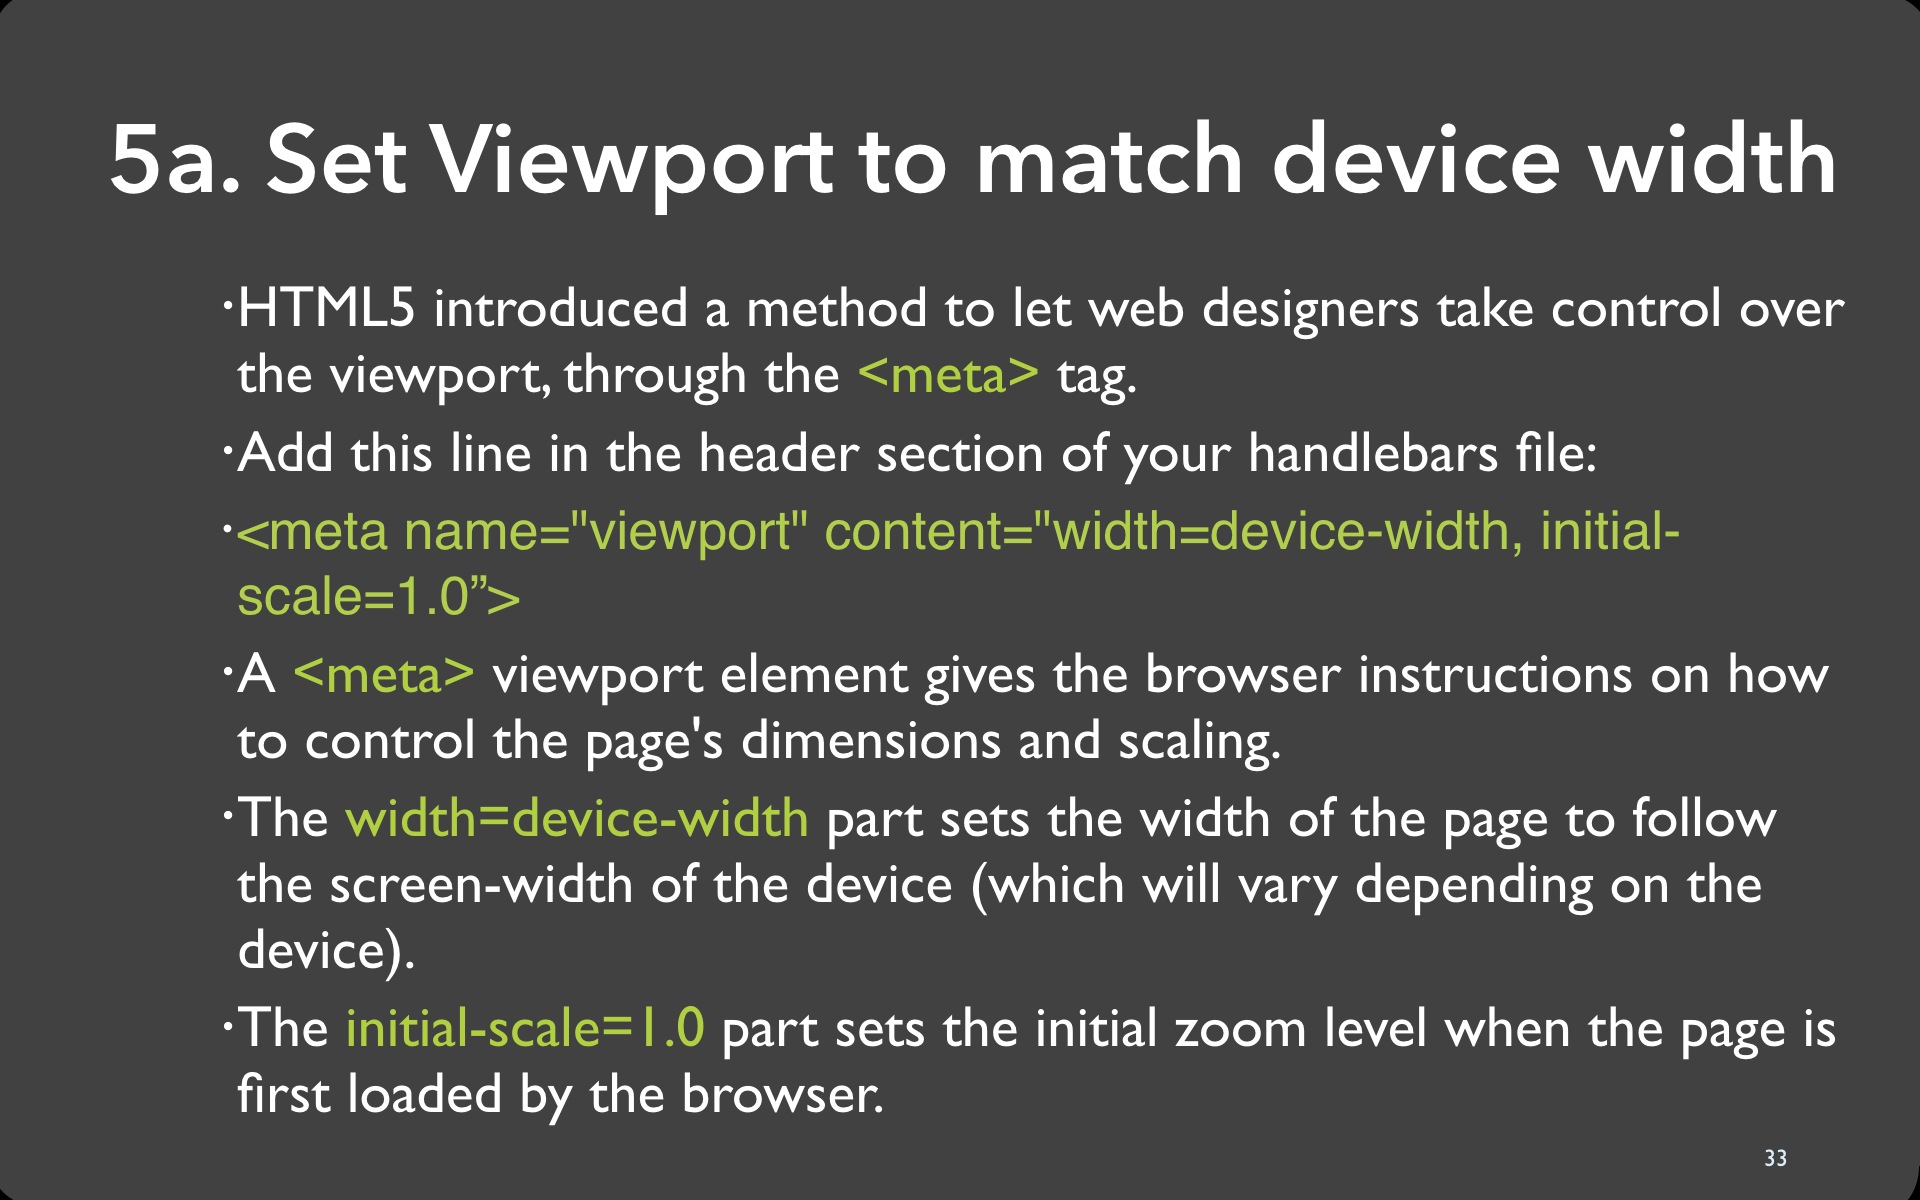 5a. Set Viewport to match device width
·HTML5 introduced a method to let web designers take control over
the viewport, through the <meta> tag.
·Add this line in the header section of your handlebars file:
·<meta name="viewport" content="width=device-width, initial-
scale=1.0”>
·A <meta> viewport element gives the browser instructions on how
to control the page's dimensions and scaling.
·The width=device-width part sets the width of the page to follow
the screen-width of the device (which will vary depending on the
device).
·The initial-scale=1.0 part sets the initial zoom level when the page is
first loaded by the browser.
33